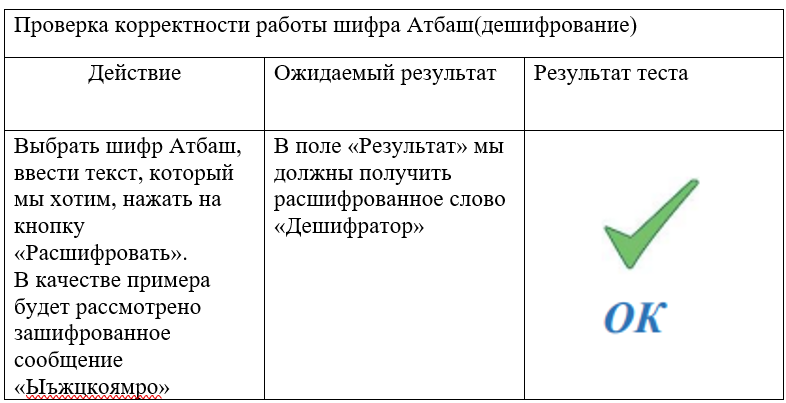 Проверка корректности работы шифра Атбаш(дешифрование)
Действие
Ожидаемый результат
Результат теста
Выбрать шифр Атбаш,
ввести текст, который
мы хотим, нажать на
кнопку
«Расшифровать».
В качестве примера
будет рассмотрено
зашифрованное
сообщение
«Ыъжцкоямро»
В поле «Результат» мы
должны получить
расшифрованное слово
«Дешифратор»
ОК